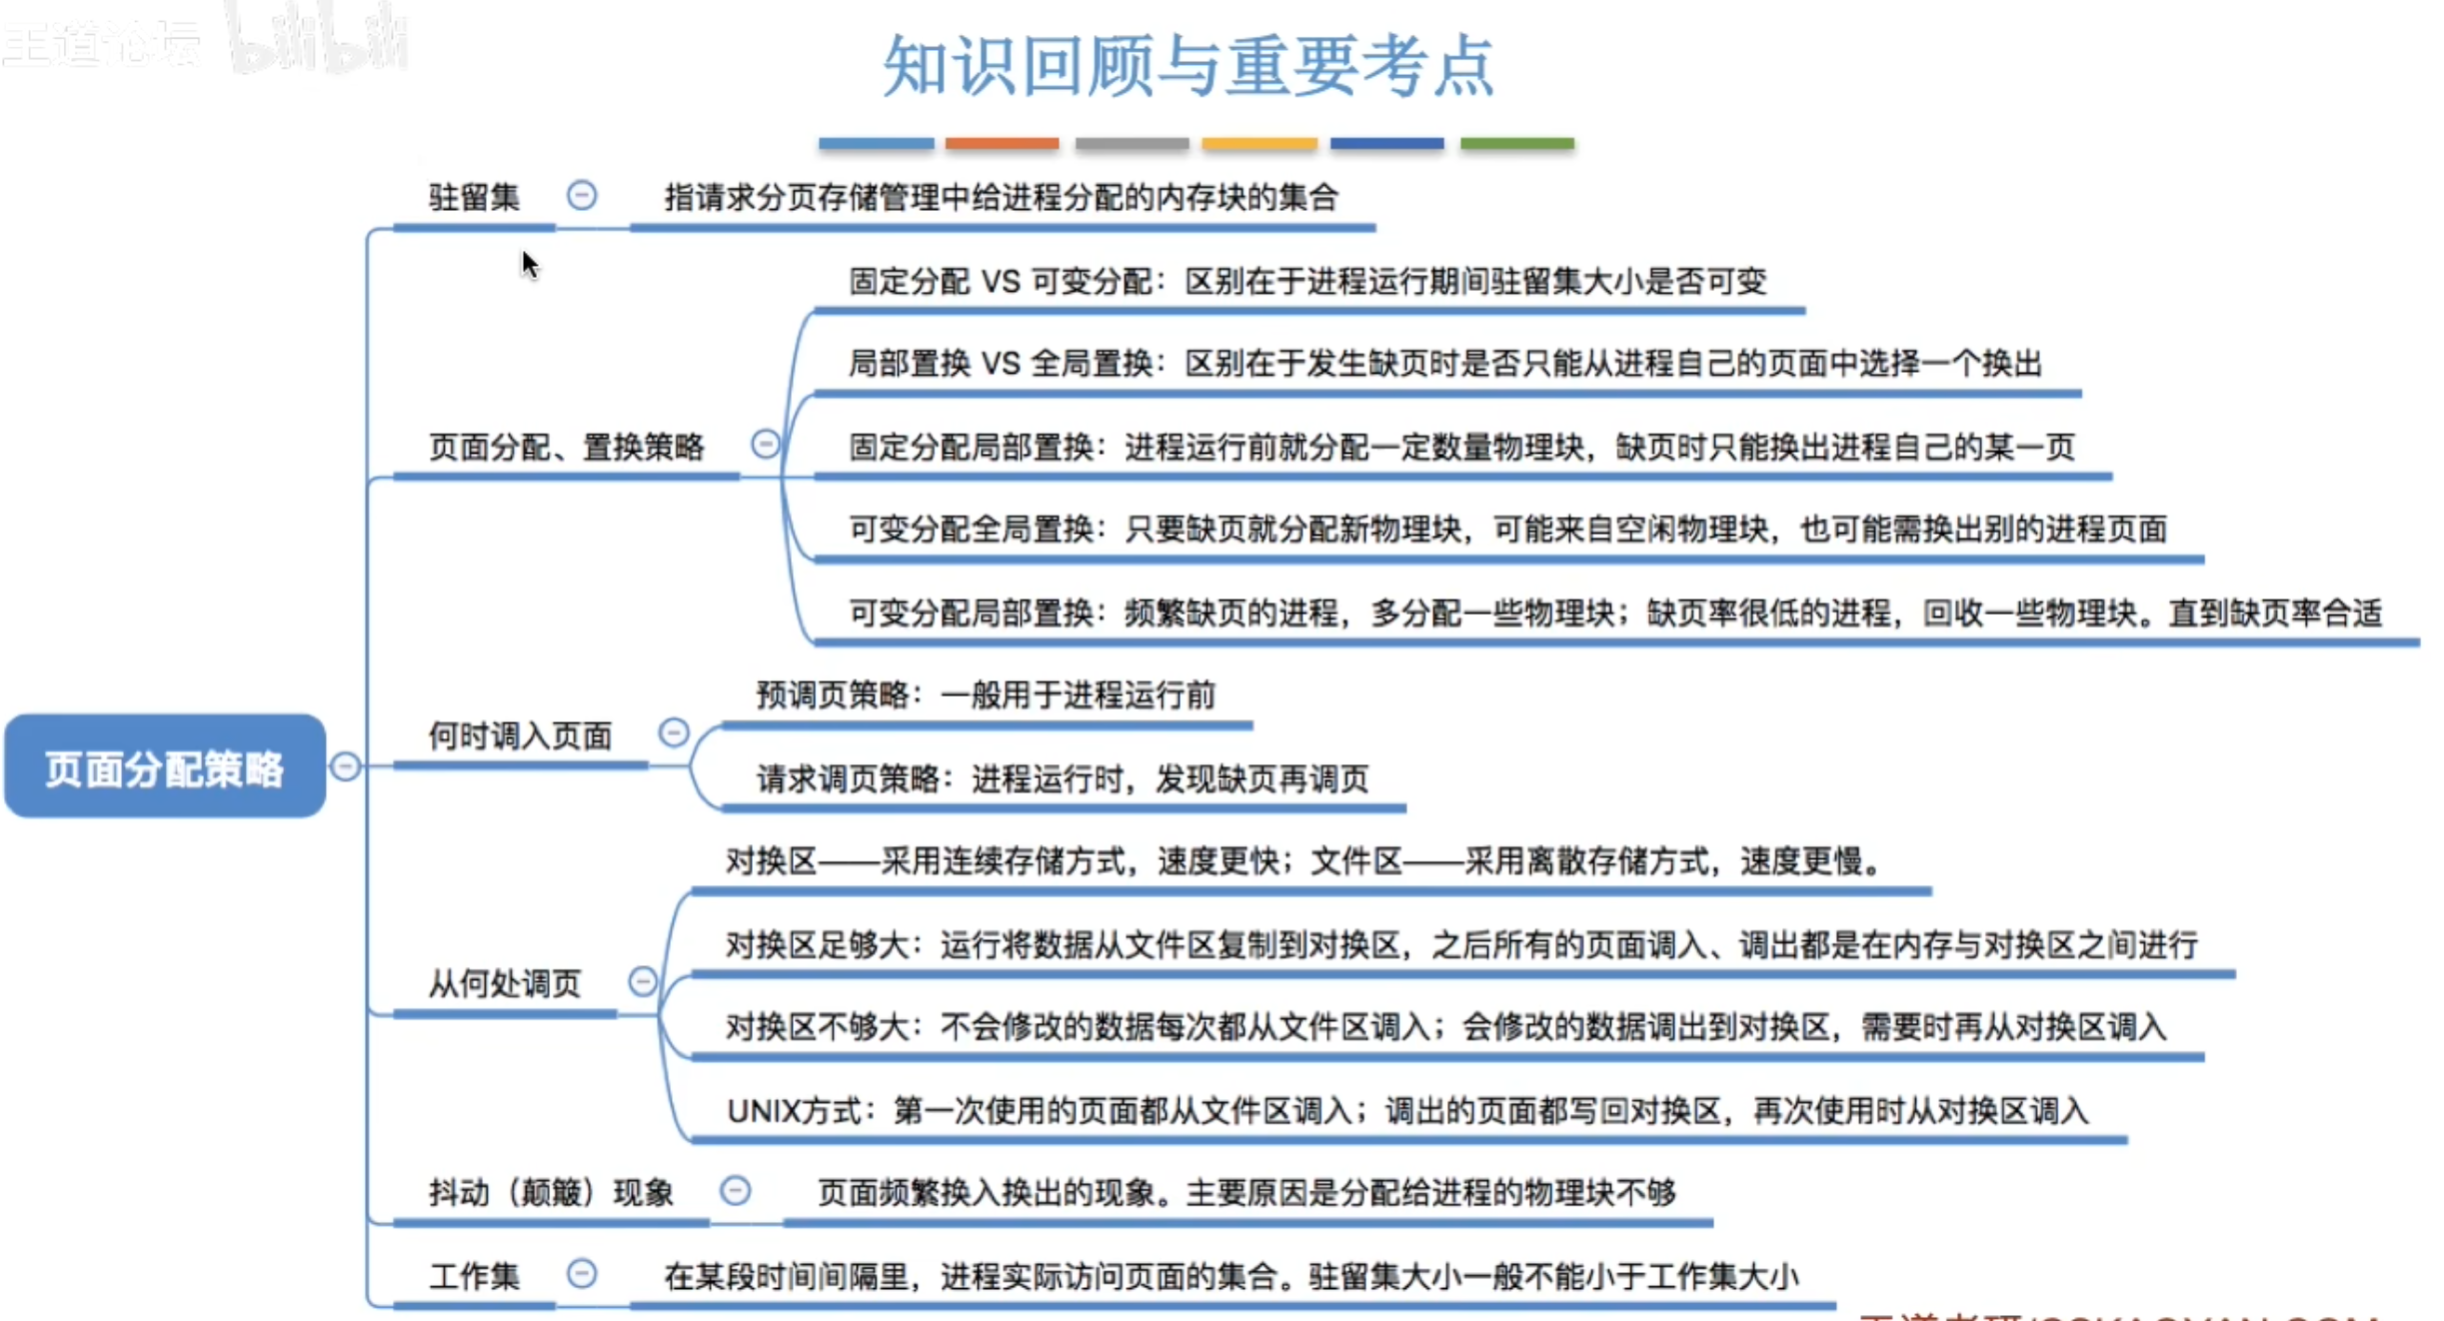 王道论坛 bilibili
知识回顾与重要考点
驻留集
指请求分页存储管理中给进程分配的内存块的集合
固定分配 VS 可变分配：区别在于进程运行期间驻留集大小是否可变
局部置换 VS 全局置换：区别在于发生缺页时是否只能从进程自己的页面中选择一个换出
页面分配、置换策略
固定分配局部置换：进程运行前就分配一定数量物理块，缺页时只能换出进程自己的某一页
可变分配全局置换：只要缺页就分配新物理块，可能来自空闲物理块，也可能需换出别的进程页面
可变分配局部置换：频繁缺页的进程，多分配一些物理块；缺页率很低的进程，回收一些物理块。直到缺页率合适
页面分配策略
何时调入页面
预调页策略：一般用于进程运行前
请求调页策略：进程运行时，发现缺页再调页
从何处调页
对换区——采用连续存储方式，速度更快；文件区——采用离散存储方式，速度更慢。
对换区足够大：运行将数据从文件区复制到对换区，之后所有的页面调入、调出都是在内存与对换区之间进行
对换区不够大：不会修改的数据每次都从文件区调入；会修改的数据调出到对换区，需要时再从对换区调入
UNIX方式：第一次使用的页面都从文件区调入；调出的页面都写回对换区，再次使用时从对换区调入
抖动（颠簸）现象
页面频繁换入换出的现象。主要原因是分配给进程的物理块不够
工作集
在某段时间间隔里，进程实际访问页面的集合。驻留集大小一般不能小于工作集大小
王道考研/CSKAOYAN.COM